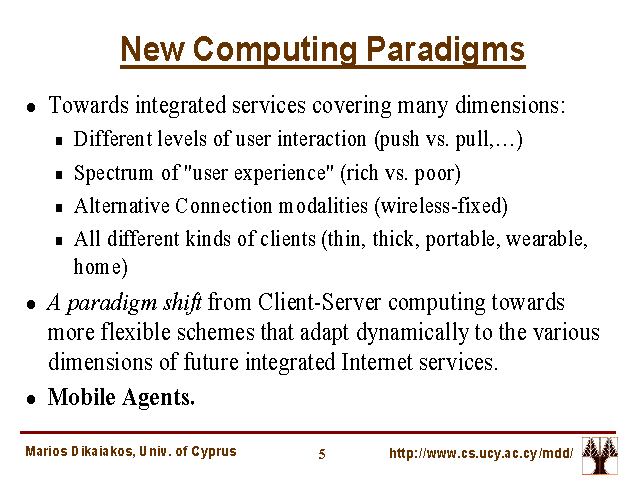 New Computing Paradigms
● Towards integrated services covering many dimensions:
■ Different levels of user interaction (push vs. pull,…)
■ Spectrum of "user experience" (rich vs. poor)
■ Alternative Connection modalities (wireless-fixed)
■ All different kinds of clients (thin, thick, portable, wearable,
home)
● A paradigm shift from Client-Server computing towards
more flexible schemes that adapt dynamically to the various
dimensions of future integrated Internet services.
● Mobile Agents.
Marios Dikaiakos, Univ. of Cyprus 5 http://www.cs.ucy.ac.cy/mdd/